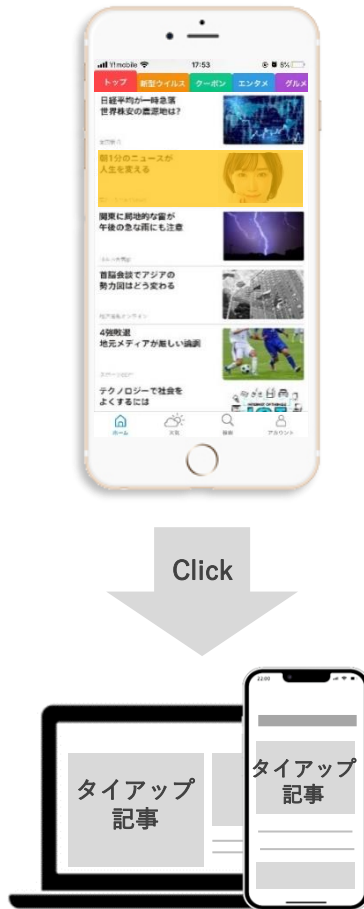 Y!mobile 17:53 8%
トップ 新型ウイルス クーポン エンタメ グルメ
日経平均が一時急落
世界株安の震源地は?
朝1分のニュースが
人生を変える
関東に局地的な雷が
午後の急な雨にも注意
首脳会談でアジアの
勢力図はどう変わる
4強敗退
地元メディアが厳しい論調
テクノロジーで社会を
よくするには
ホーム 天気 検索 アカウント
Click
22:00
タイアップ
記事
タイアップ
記事